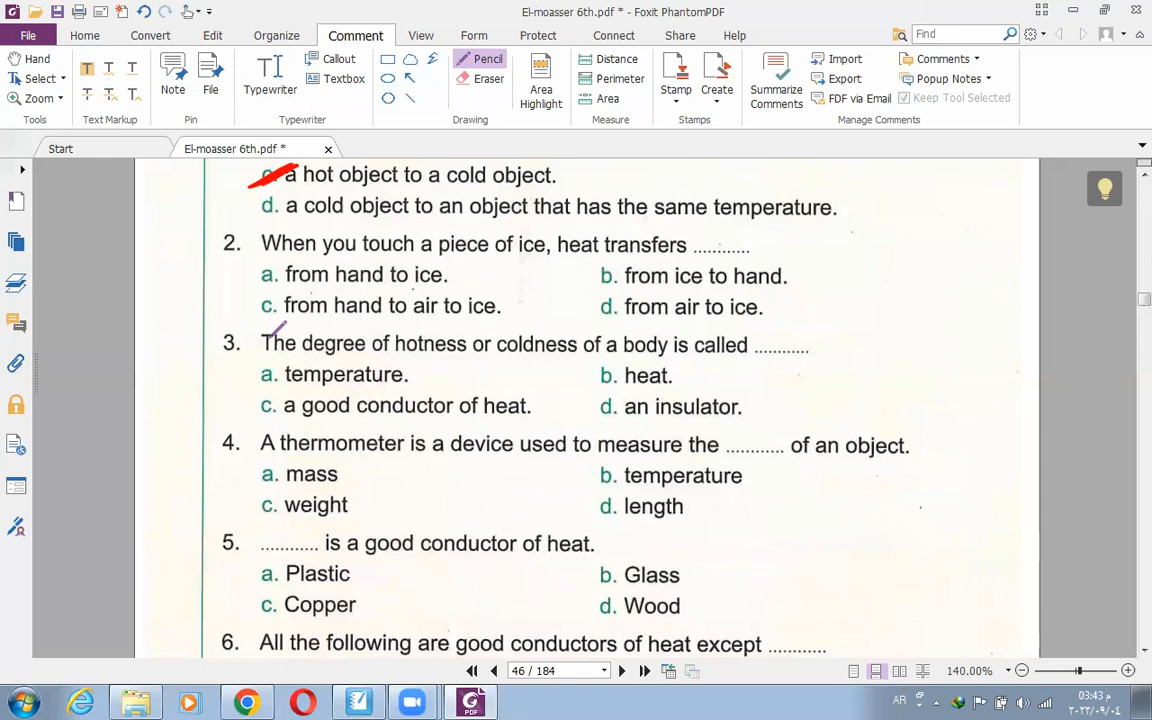 El-moasser 6th.pdf * - Foxit PhantomPDF
File Home Convert Edit Organize Comment View Form Protect Connect Share Help Find
Hand Select Zoom Tools
Text Markup
Note File Pin
Typewriter Callout Textbox Typewriter
Pencil Eraser Area Highlight Drawing
Distance Perimeter Area Measure
Stamp Create Stamps
Summarize Comments Import Export FDF via Email Comments Popup Notes Keep Tool Selected Manage Comments
Start El-moasser 6th.pdf *
a hot object to a cold object.
d. a cold object to an object that has the same temperature.
2. When you touch a piece of ice, heat transfers ............
a. from hand to ice. b. from ice to hand.
c. from hand to air to ice. d. from air to ice.
3. The degree of hotness or coldness of a body is called ............
a. temperature. b. heat.
c. a good conductor of heat. d. an insulator.
4. A thermometer is a device used to measure the ............ of an object.
a. mass b. temperature
c. weight d. length
5. ............ is a good conductor of heat.
a. Plastic b. Glass
c. Copper d. Wood
6. All the following are good conductors of heat except ............
46 / 184 140.00%
AR 03:43 م
٢٠٢٢/٠٩/٠٤